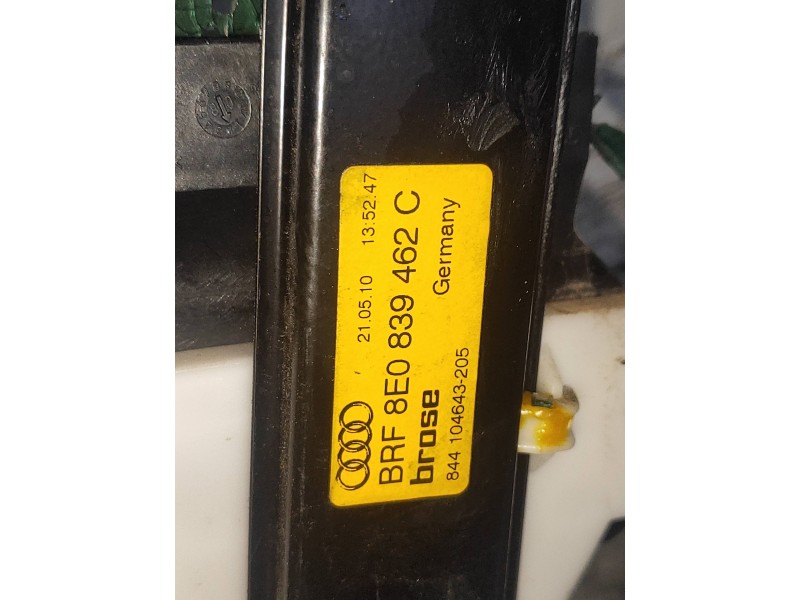 21.05.10 13:52:47
BRF 8E0 839 462 C
brose Germany
844 104643-205